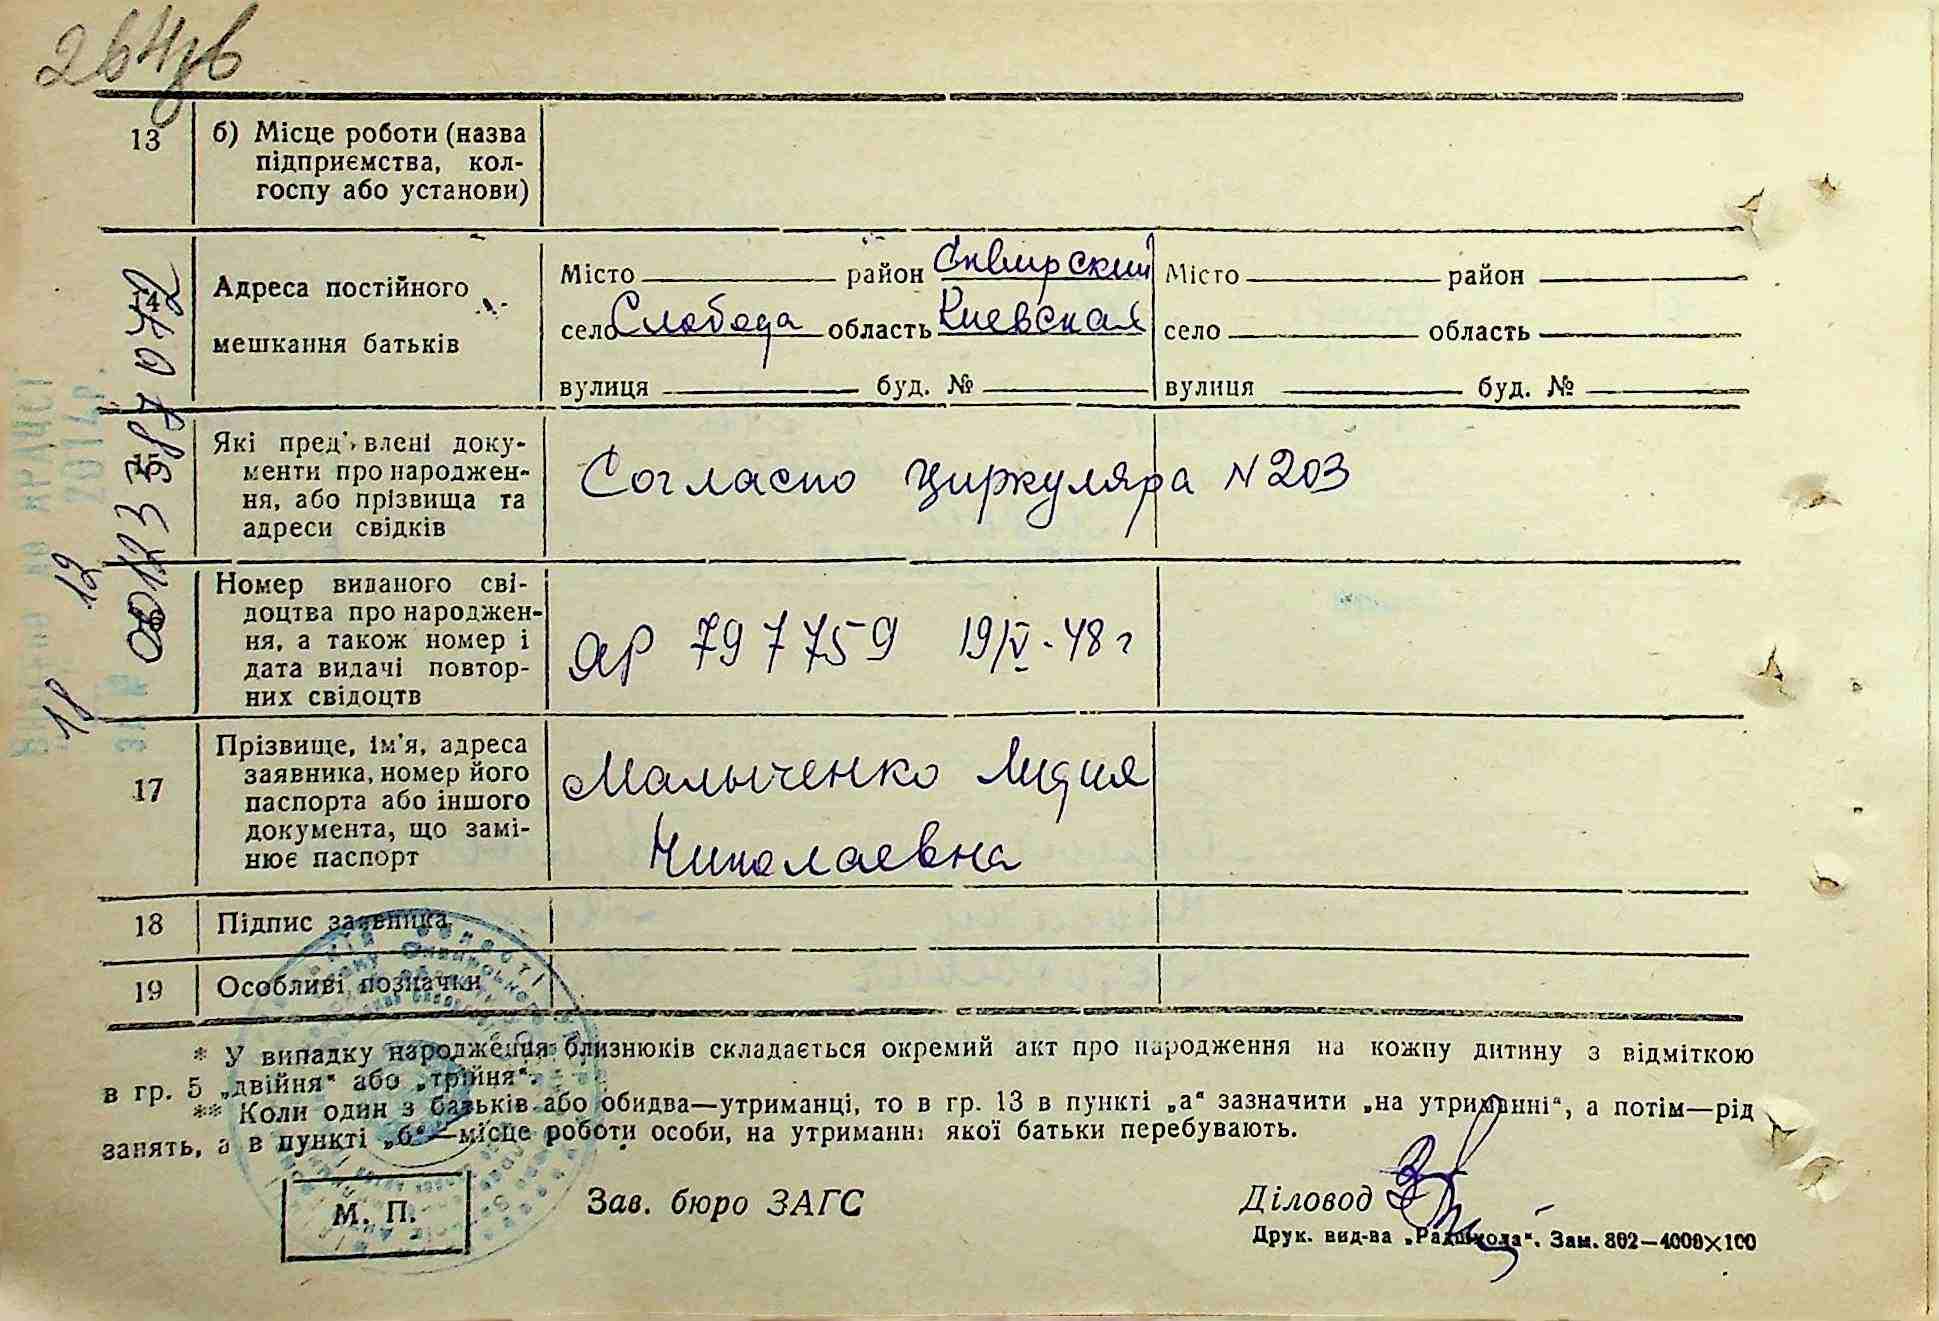 264зв
13
б) Місце роботи (назва
підприємства, кол-
госпу або установи)
14
Адреса постійного
мешкання батьків
Місто район Сквирский
село Слобода область Киевская
вулиця буд. №
Місто район
село область
вулиця буд. №
15
Які пред'явлені доку-
менти про народжен-
ня, або прізвища та
адреси свідків
Согласно циркуляра N 203
16
Номер виданого сві-
доцтва про народжен-
ня, а також номер і
дата видачі повтор-
них свідоцтв
ЯР 797759 19/V-48 г
17
Прізвище, ім'я, адреса
заявника, номер його
паспорта або іншого
документа, що замі-
нює паспорт
Малыченко Лидия
Николаевна
18
Підпис заявника
19
Особливі позначки
* У випадку народження близнюків складається окремий акт про народження на кожну дитину з відміткою
в гр. 5 „двійня“ або „трійня“.
** Коли один з батьків або обидва—утриманці, то в гр. 13 в пункті „а“ зазначити „на утриманні“, а потім—рід
занять, а в пункті „б“—місце роботи особи, на утриманні якої батьки перебувають.
М. П.
Зав. бюро ЗАГС
Діловод
Друк. вид-ва „Радшкола“. Зам. 802—4000×100
18 12